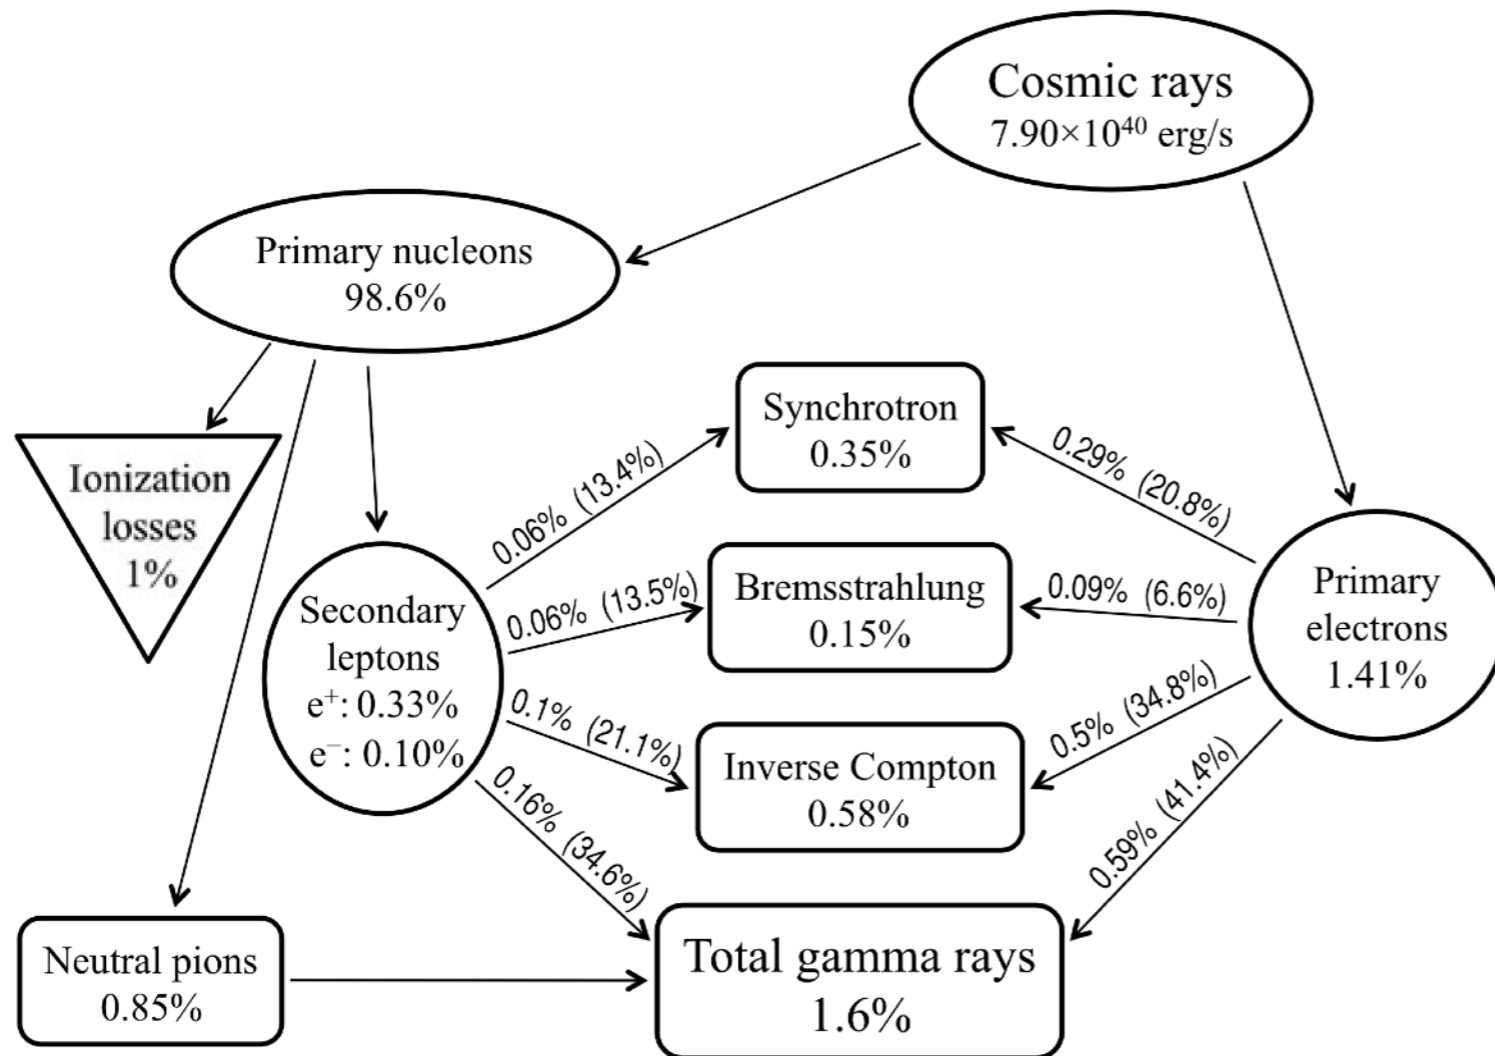 Cosmic rays
7.90×10⁴⁰ erg/s
Primary nucleons
98.6%
Ionization
losses
1%
Synchrotron
0.35%
0.06% (13.4%)
0.29% (20.8%)
Bremsstrahlung
0.15%
0.06% (13.5%)
0.09% (6.6%)
Primary
electrons
1.41%
Secondary
leptons
e⁺: 0.33%
e⁻: 0.10%
0.1% (21.1%)
0.5% (34.8%)
Inverse Compton
0.58%
0.16% (34.6%)
0.59% (41.4%)
Neutral pions
0.85%
Total gamma rays
1.6%